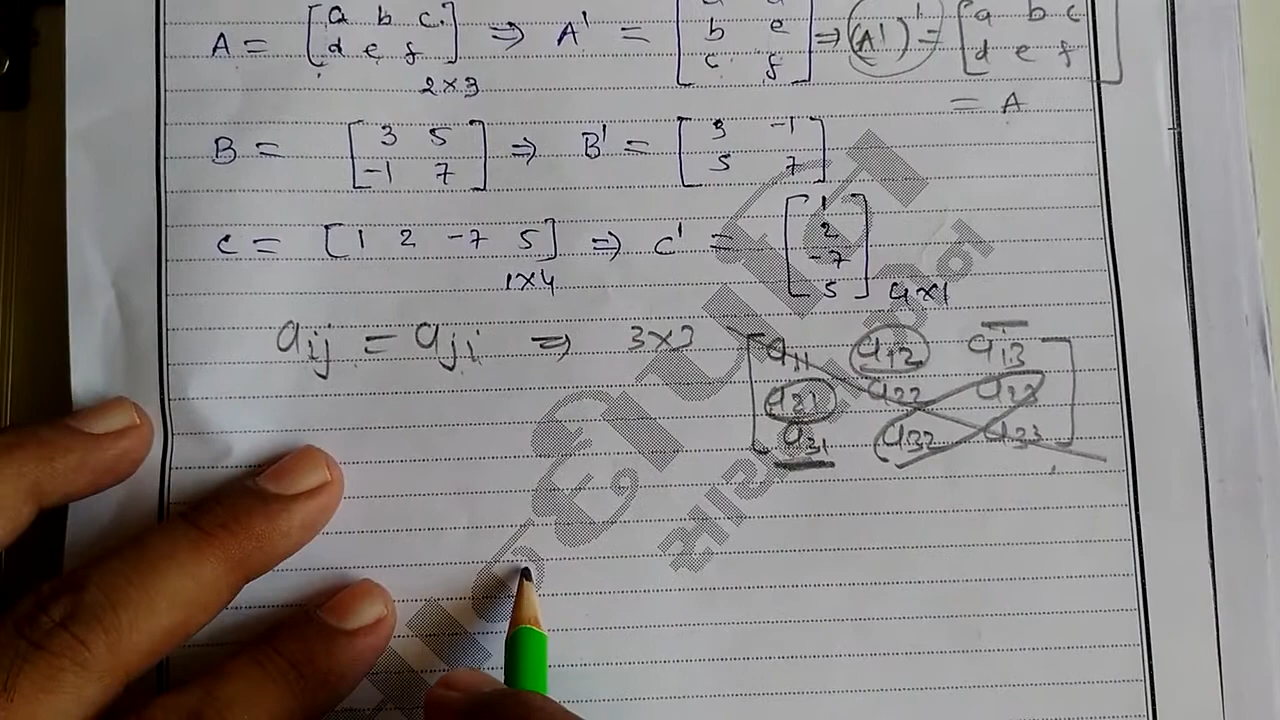 A = [a b c. d e f] 2×3 ⇒ A' = [b e c f] ⇒ (A')' = [a b c d e f]
= A
B = [3 5 -1 7] ⇒ B' = [3 -1 5 7]
C = [1 2 -7 5] 1×4 ⇒ C' = [1 2 -7 5] 4×1
aij = aji ⇒ 3×3 [a11 a12 a13
a21 a22 a23
a31 a32 a33]